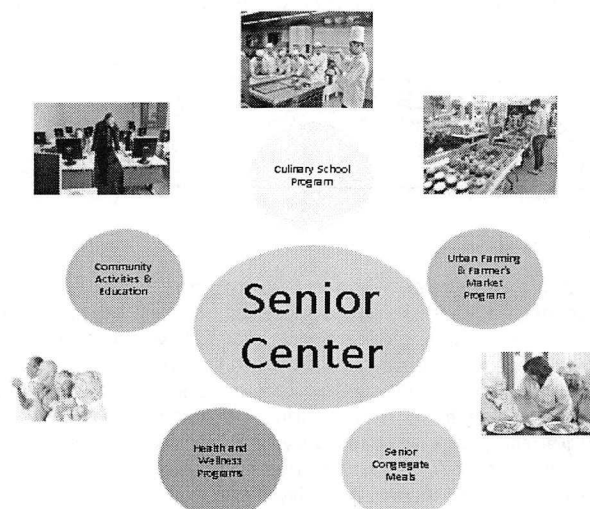 Culinary School
Program
Community
Activities &
Education
Urban Farming
& Farmer's
Market
Program
Senior
Center
Health and
Wellness
Programs
Senior
Congregate
Meals